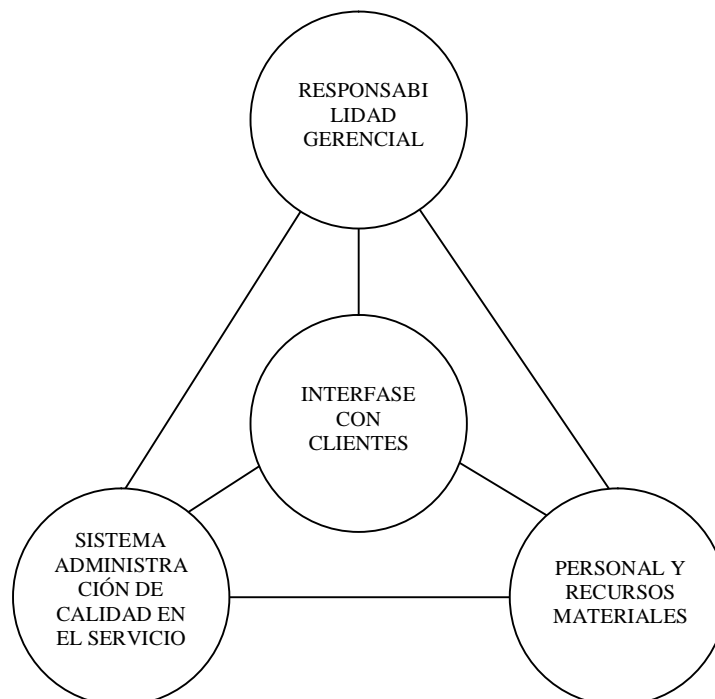 RESPONSABI
LIDAD
GERENCIAL
INTERFASE
CON
CLIENTES
SISTEMA
ADMINISTRA
CIÓN DE
CALIDAD EN
EL SERVICIO
PERSONAL Y
RECURSOS
MATERIALES